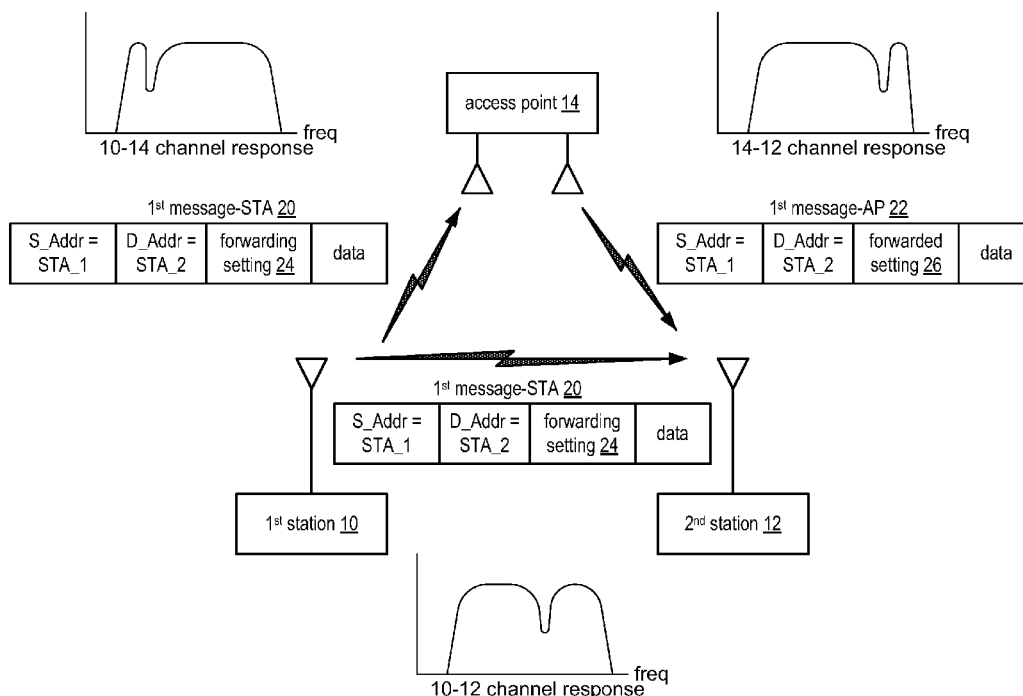 access point 14
freq
10-14 channel response
freq
14-12 channel response
1st message-STA 20
S_Addr = STA_1
D_Addr = STA_2
forwarding setting 24
data
1st message-AP 22
S_Addr = STA_1
D_Addr = STA_2
forwarded setting 26
data
1st message-STA 20
S_Addr = STA_1
D_Addr = STA_2
forwarding setting 24
data
1st station 10
2nd station 12
freq
10-12 channel response